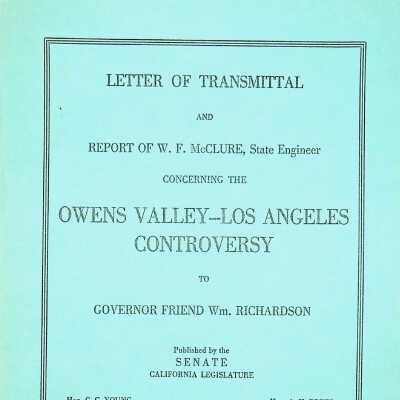 LETTER OF TRANSMITTAL
AND
REPORT OF W. F. McCLURE, State Engineer
CONCERNING THE
OWENS VALLEY—LOS ANGELES
CONTROVERSY
TO
GOVERNOR FRIEND Wm. RICHARDSON
Published by the
SENATE
CALIFORNIA LEGISLATURE